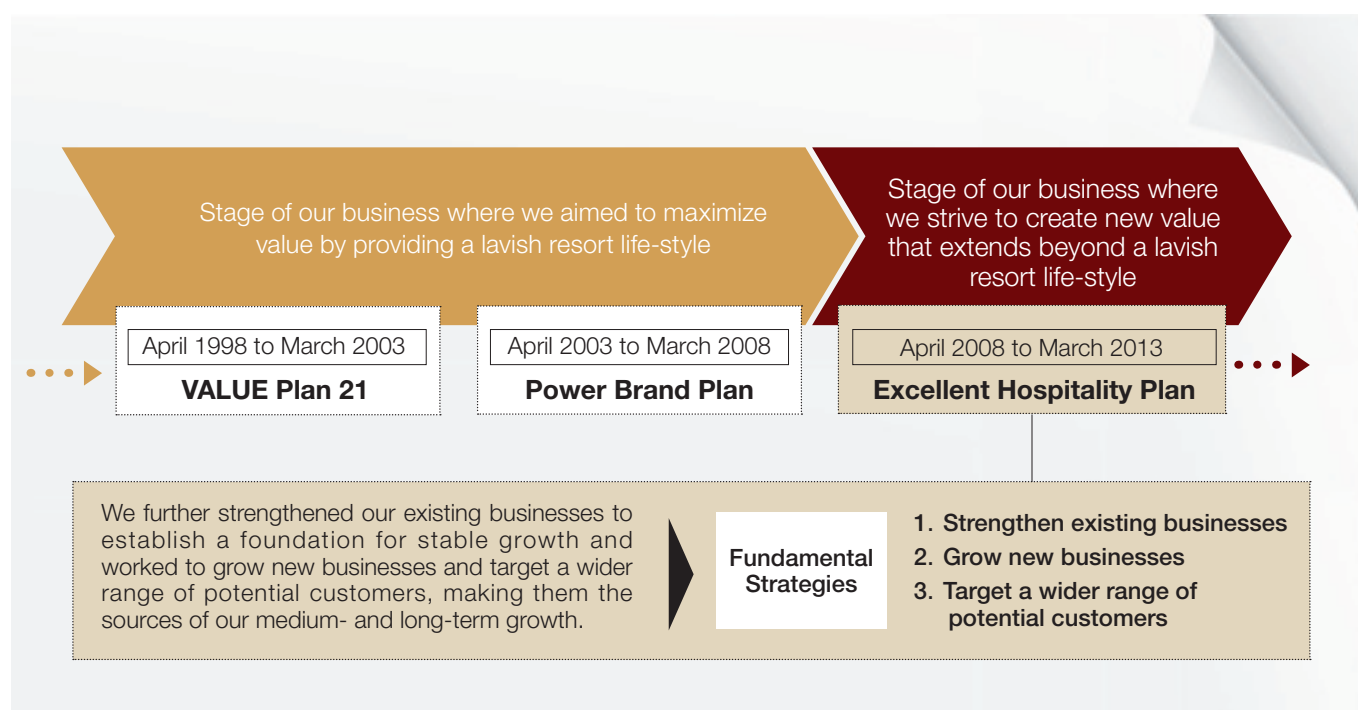 Stage of our business where we aimed to maximize
value by providing a lavish resort life-style
Stage of our business where
we strive to create new value
that extends beyond a lavish
resort life-style
April 1998 to March 2003
VALUE Plan 21
April 2003 to March 2008
Power Brand Plan
April 2008 to March 2013
Excellent Hospitality Plan
We further strengthened our existing businesses to
establish a foundation for stable growth and
worked to grow new businesses and target a wider
range of potential customers, making them the
sources of our medium- and long-term growth.
Fundamental
Strategies
1. Strengthen existing businesses
2. Grow new businesses
3. Target a wider range of
potential customers